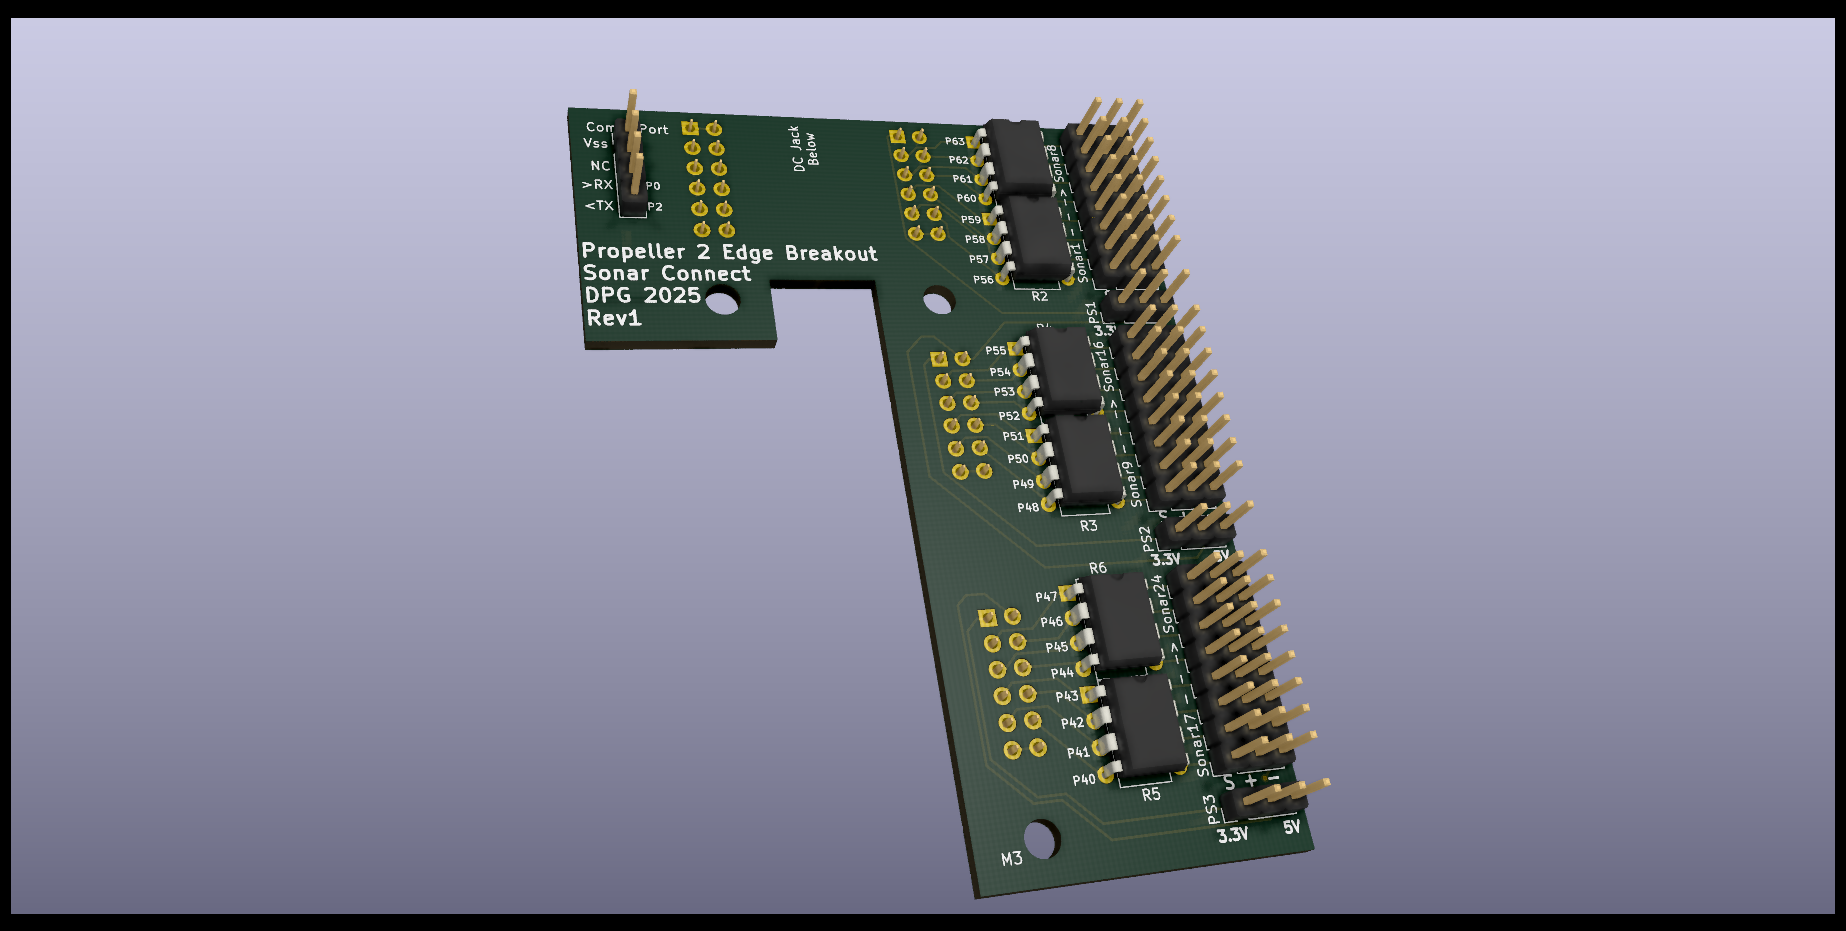 Com Port
Vss
NC
>RX P0
<TX P2
DC Jack
Below
Propeller 2 Edge Breakout
Sonar Connect
DPG 2025
Rev1
P63
P62
P61
P60
P59
P58
P57
P56
R2
Sonar8
Sonar1
PS1
P55
P54
P53
P52
P51
P50
P49
P48
R3
Sonar16
Sonar9
PS2
3.3V
R6
P47
P46
P45
P44
P43
P42
P41
P40
R5
Sonar24
Sonar17
S + -
PS3
3.3V 5V
M3